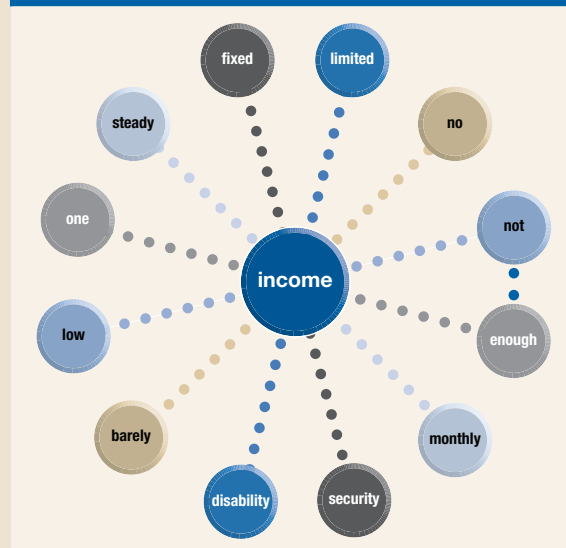 fixed
limited
steady
no
one
not
income
low
enough
barely
monthly
disability
security